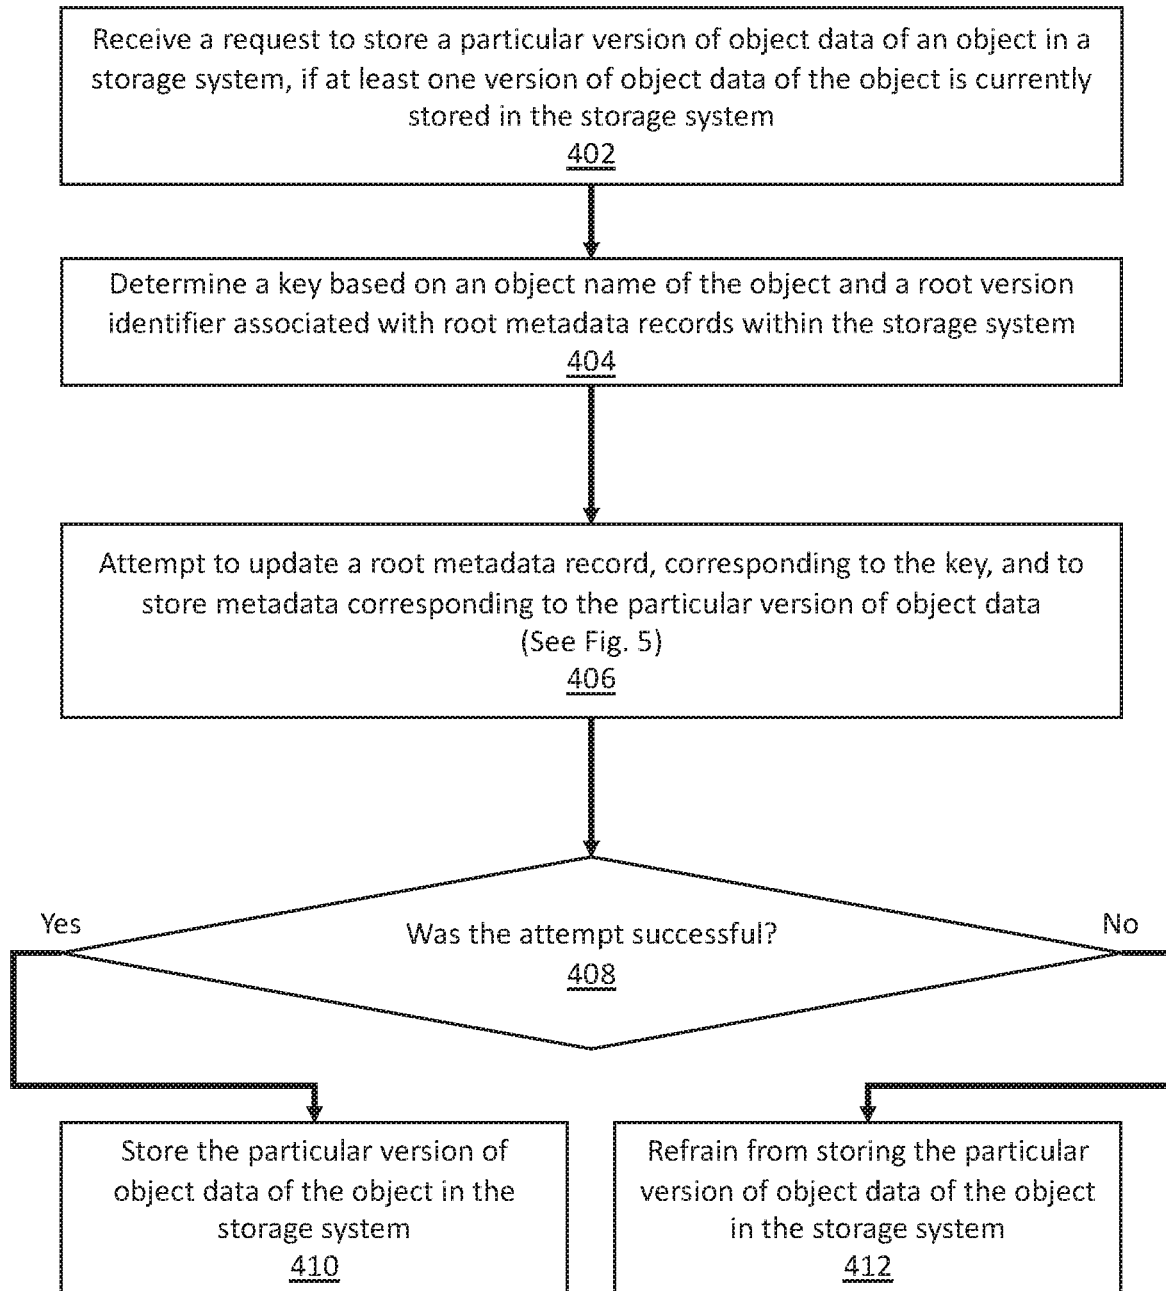 Receive a request to store a particular version of object data of an object in a
storage system, if at least one version of object data of the object is currently
stored in the storage system
402
Determine a key based on an object name of the object and a root version
identifier associated with root metadata records within the storage system
404
Attempt to update a root metadata record, corresponding to the key, and to
store metadata corresponding to the particular version of object data
(See Fig. 5)
406
Yes
Was the attempt successful?
No
408
Store the particular version of
object data of the object in the
storage system
410
Refrain from storing the particular
version of object data of the object
in the storage system
412